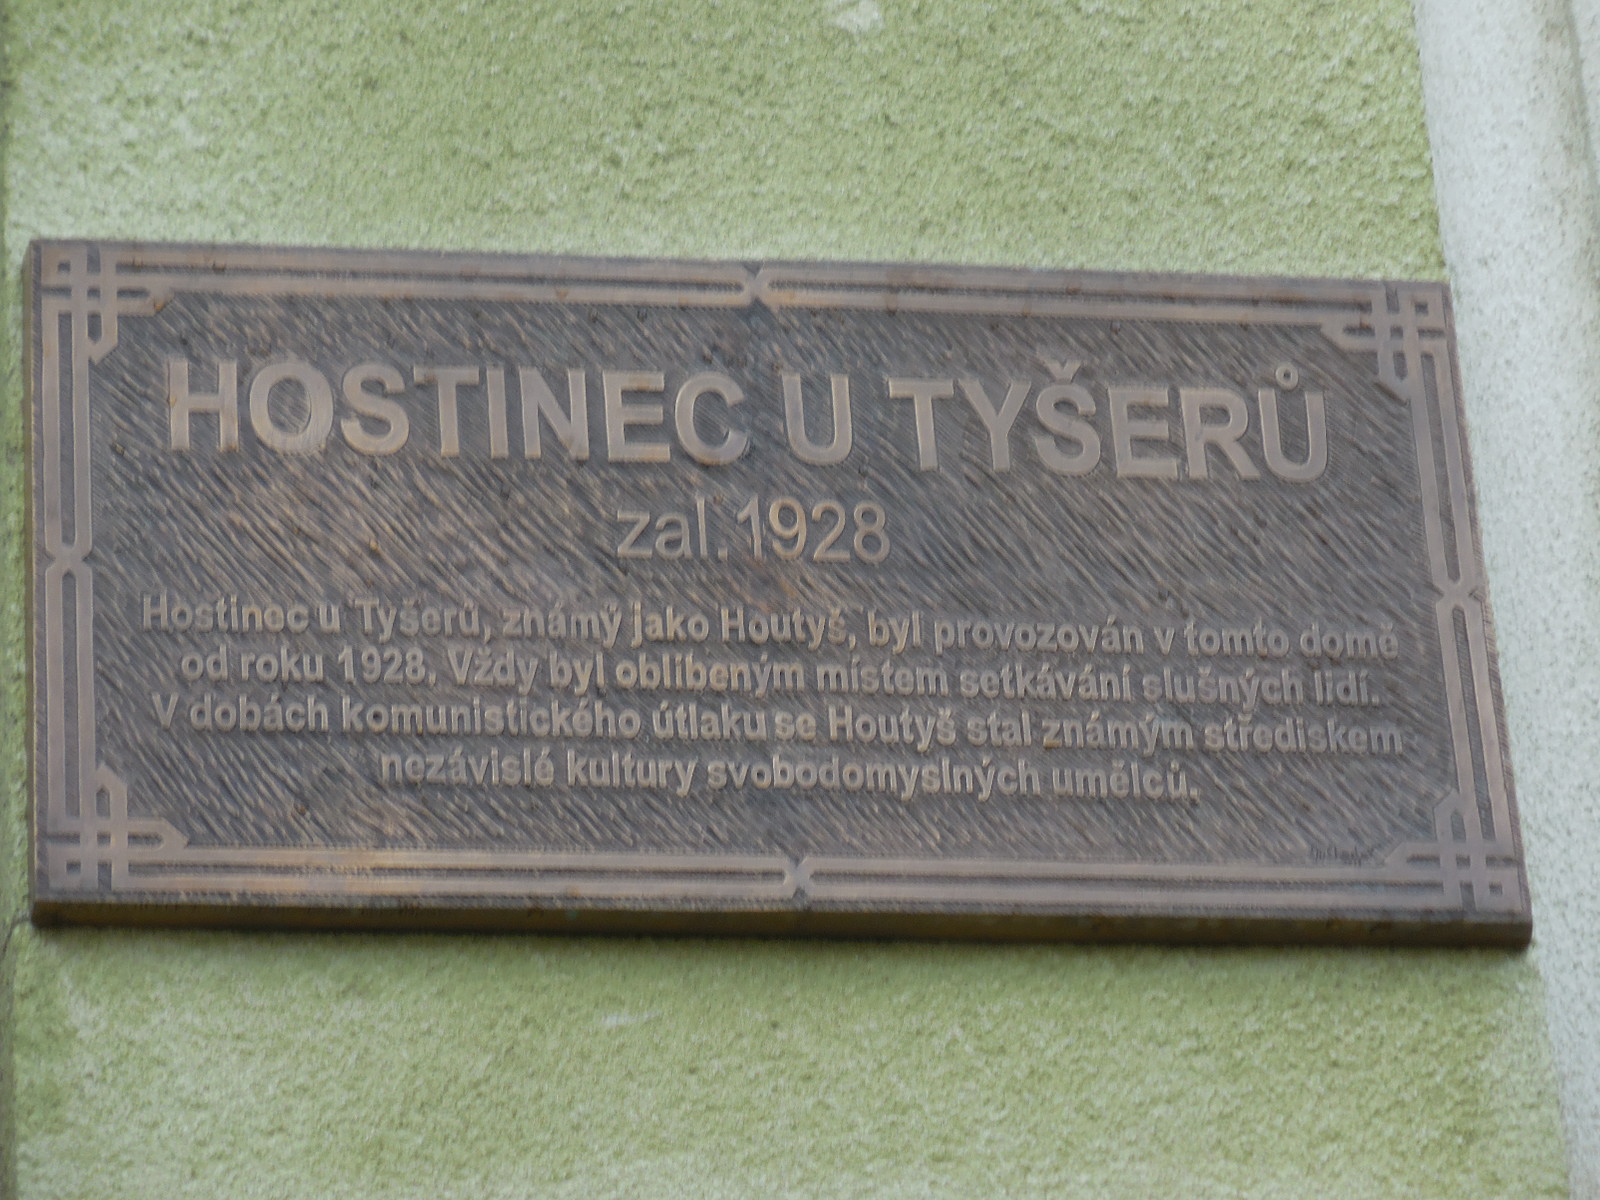 HOSTINEC U TYŠERŮ
zal. 1928
Hostinec u Tyšerů, známý jako Houtyš, byl provozován v tomto domě
od roku 1928. Vždy byl oblíbeným místem setkávání slušných lidí.
V dobách komunistického útlaku se Houtyš stal známým střediskem
nezávislé kultury svobodomyslných umělců.